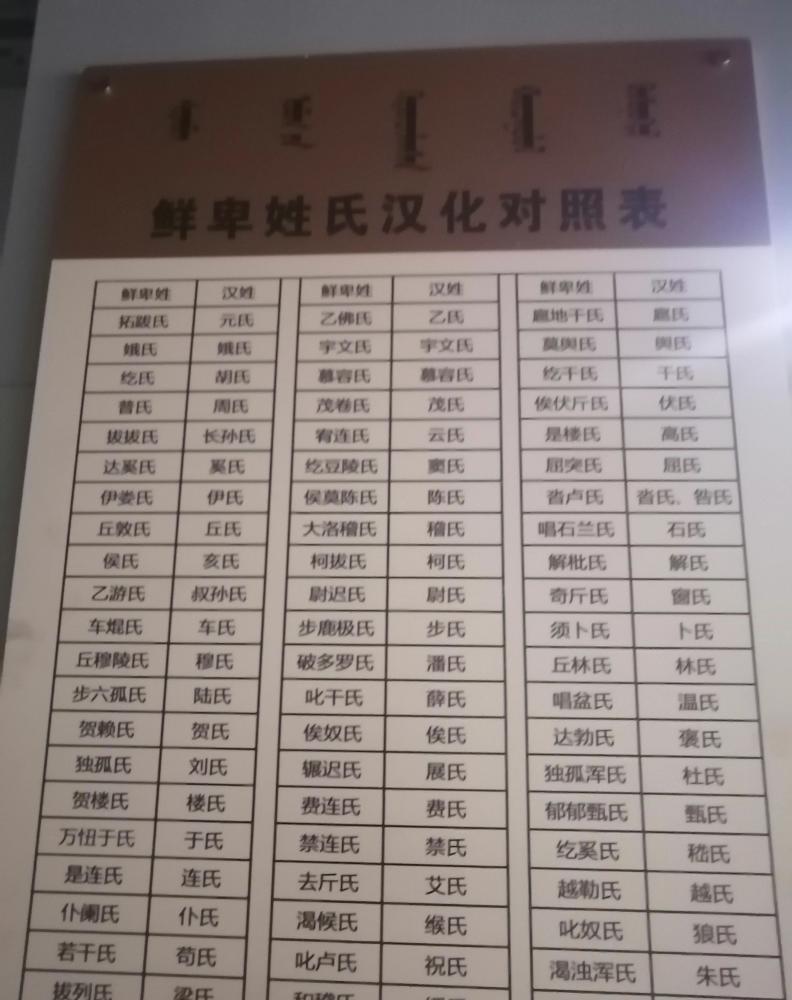 鲜卑姓氏汉化对照表
鲜卑姓 汉姓 鲜卑姓 汉姓 鲜卑姓 汉姓
拓跋氏 元氏 乙佛氏 乙氏 扈地干氏 扈氏
娥氏 娥氏 宇文氏 宇文氏 莫舆氏 舆氏
纥氏 胡氏 慕容氏 慕容氏 纥干氏 干氏
普氏 周氏 茂卷氏 茂氏 俟伏斤氏 伏氏
拔拔氏 长孙氏 宥连氏 云氏 是楼氏 高氏
达奚氏 奚氏 纥豆陵氏 窦氏 屈突氏 屈氏
伊娄氏 伊氏 侯莫陈氏 陈氏 沓卢氏 沓氏、昝氏
丘敦氏 丘氏 大洛稽氏 稽氏 唱石兰氏 石氏
侯氏 亥氏 柯拔氏 柯氏 解枇氏 解氏
乙游氏 叔孙氏 尉迟氏 尉氏 奇斤氏 窗氏
车焜氏 车氏 步鹿极氏 步氏 须卜氏 卜氏
丘穆陵氏 穆氏 破多罗氏 潘氏 丘林氏 林氏
步六孤氏 陆氏 叱干氏 薛氏 唱盆氏 温氏
贺赖氏 贺氏 俟奴氏 俟氏 达勃氏 褒氏
独孤氏 刘氏 辗迟氏 展氏 独孤浑氏 杜氏
贺楼氏 楼氏 费连氏 费氏 郁郁甄氏 甄氏
万忸于氏 于氏 禁连氏 禁氏 纥奚氏 嵇氏
是连氏 连氏 去斤氏 艾氏 越勒氏 越氏
仆阑氏 仆氏 渴候氏 缑氏 叱奴氏 狼氏
若干氏 苟氏 叱卢氏 祝氏 渴浊浑氏 朱氏
拔列氏 梁氏 和稽氏